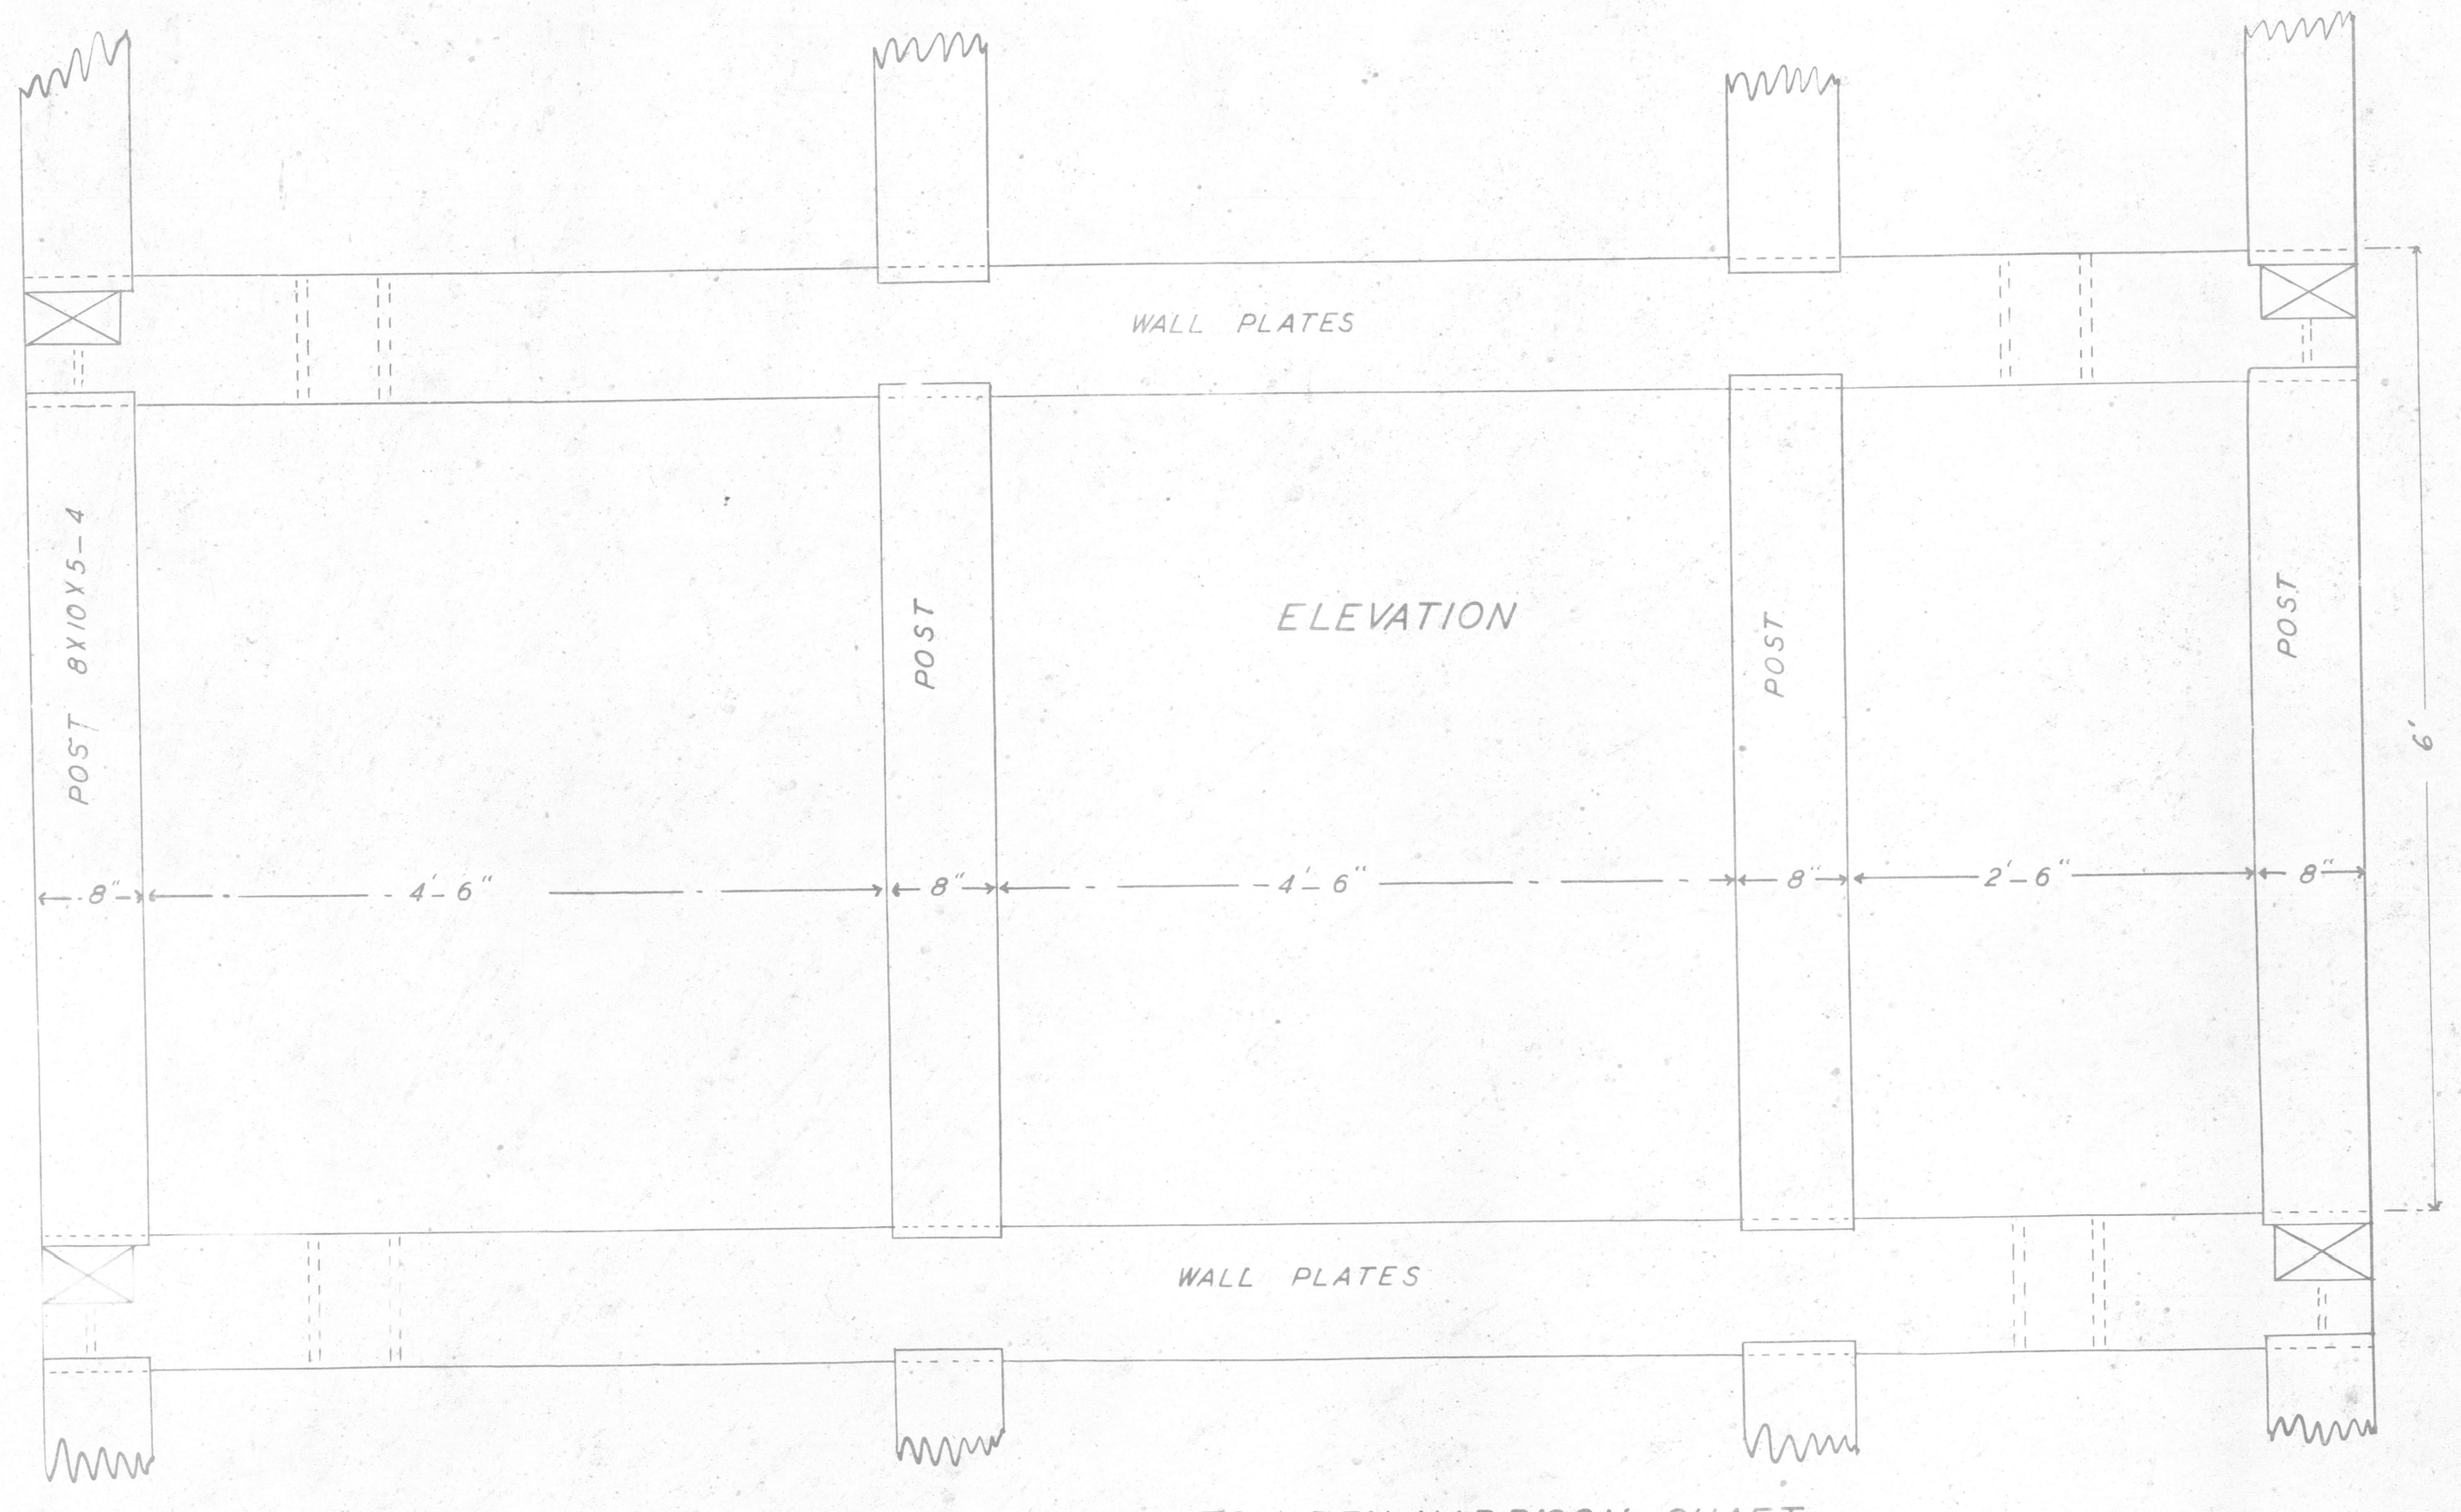 WALL PLATES
POST 8X10X5-4
POST
ELEVATION
POST
POST
6'
8"
4'-6"
8"
4'-6"
8"
2'-6"
8"
WALL PLATES
SHAFT